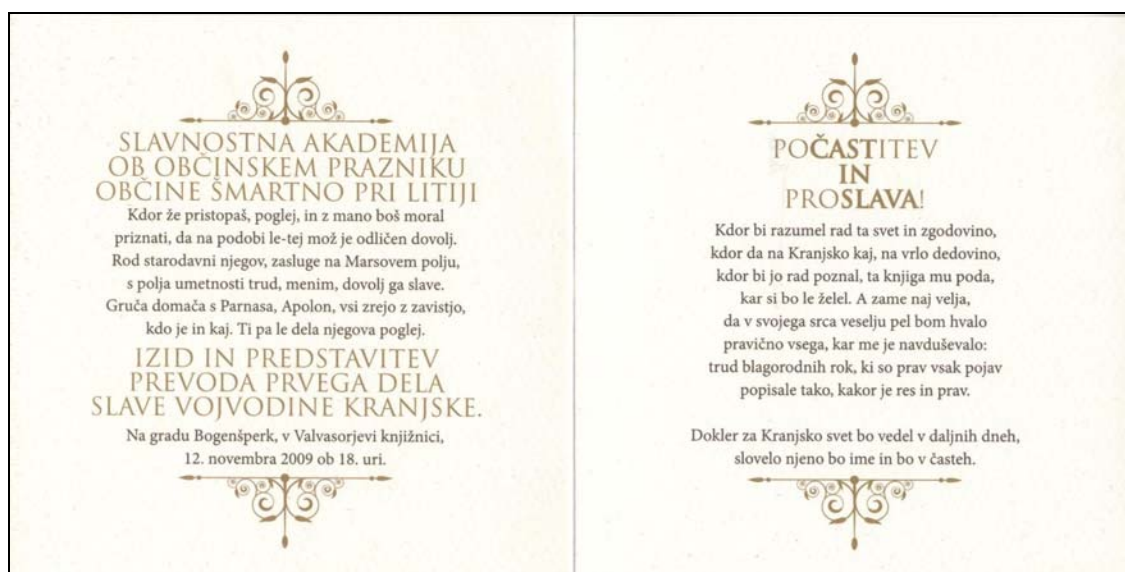 SLAVNOSTNA AKADEMIJA
OB OBČINSKEM PRAZNIKU
OBČINE ŠMARTNO PRI LITIJI
Kdor že pristopaš, poglej, in z mano boš moral
priznati, da na podobi le-tej mož je odličen dovolj.
Rod starodavni njegov, zasluge na Marsovem polju,
s polja umetnosti trud, menim, dovolj ga slave.
Gruča domača s Parnasa, Apolon, vsi zrejo z zavistjo,
kdo je in kaj. Ti pa le dela njegova poglej.
IZID IN PREDSTAVITEV
PREVODA PRVEGA DELA
SLAVE VOJVODINE KRANJSKE.
Na gradu Bogenšperk, v Valvasorjevi knjižnici,
12. novembra 2009 ob 18. uri.
POČASTITEV
IN
PROSLAVA!
Kdor bi razumel rad ta svet in zgodovino,
kdor da na Kranjsko kaj, na vrlo dedovino,
kdor bi jo rad poznal, ta knjiga mu poda,
kar si bo le želel. A zame naj velja,
da v svojega srca veselju pel bom hvalo
pravično vsega, kar me je navduševalo:
trud blagorodnih rok, ki so prav vsak pojav
popisale tako, kakor je res in prav.
Dokler za Kranjsko svet bo vedel v daljnih dneh,
slovelo njeno bo ime in bo v časteh.